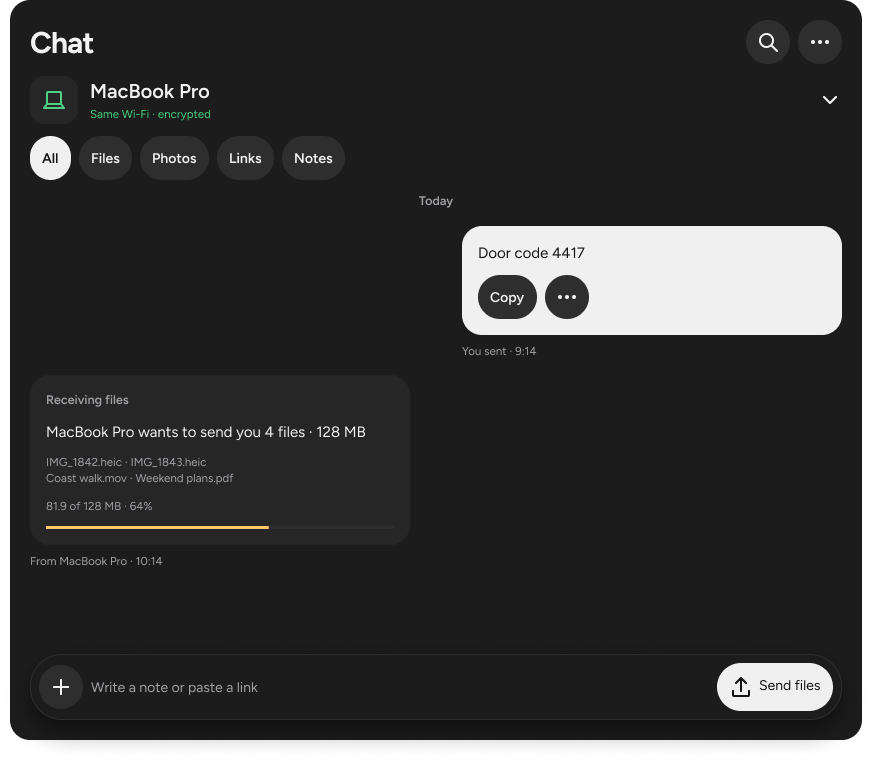 Chat
MacBook Pro
Same Wi-Fi · encrypted
All
Files
Photos
Links
Notes
Today
Door code 4417
Copy
You sent · 9:14
Receiving files
MacBook Pro wants to send you 4 files · 128 MB
IMG_1842.heic · IMG_1843.heic
Coast walk.mov · Weekend plans.pdf
81.9 of 128 MB · 64%
From MacBook Pro · 10:14
Write a note or paste a link
Send files